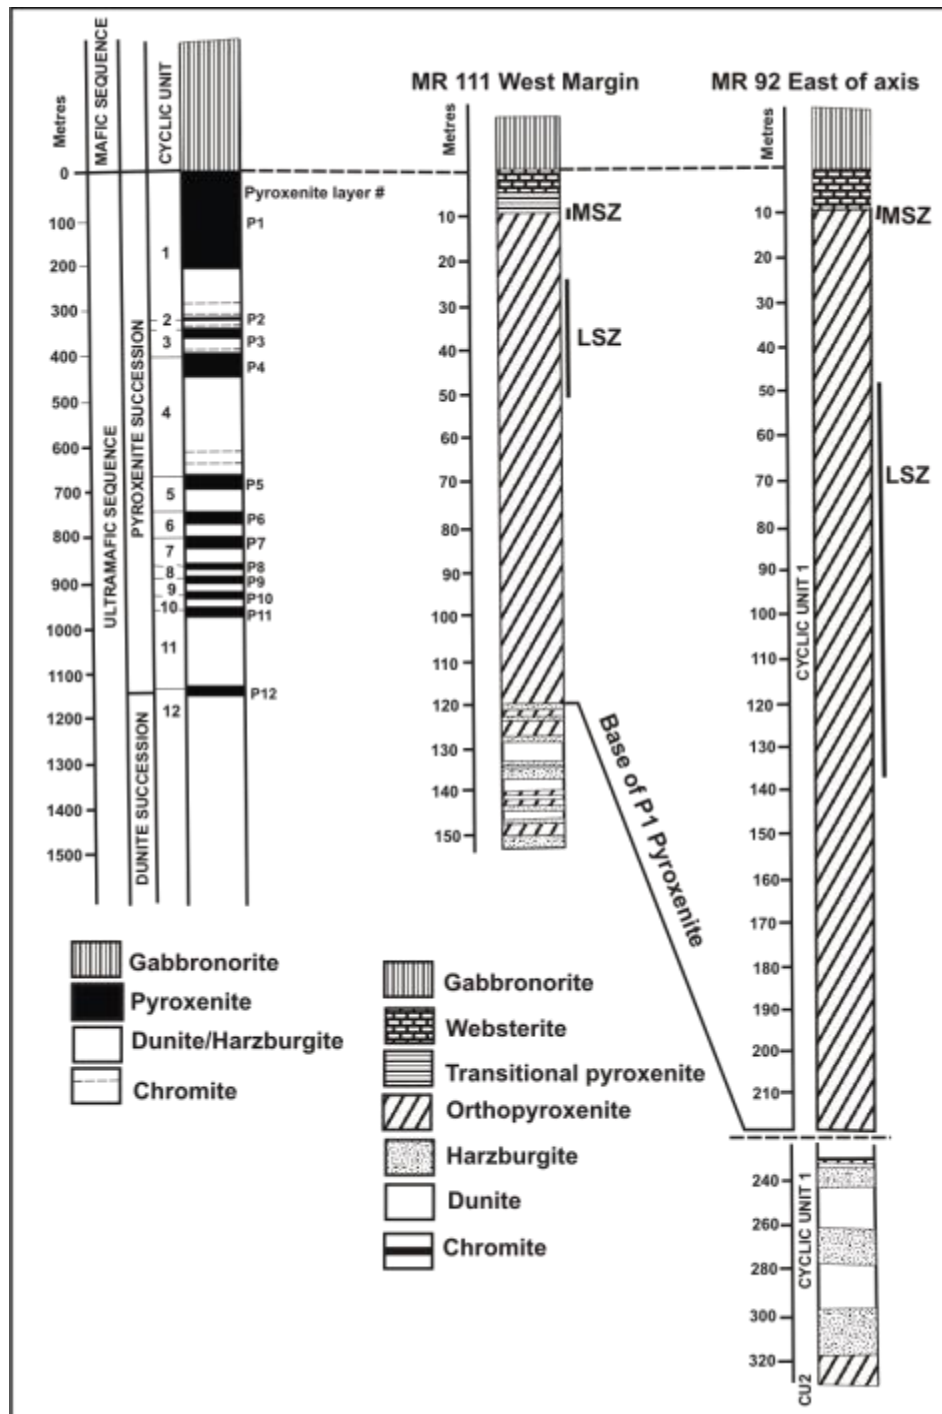 Metres
MAFIC SEQUENCE
CYCLIC UNIT
0
100
200
300
400
500
600
700
800
900
1000
1100
1200
1300
1400
1500
ULTRAMAFIC SEQUENCE
PYROXENITE SUCCESSION
DUNITE SUCCESSION
1
2
3
4
5
6
7
8
9
10
11
12
Pyroxenite layer #
P1
P2
P3
P4
P5
P6
P7
P8
P9
P10
P11
P12
MR 111 West Margin
Metres
0
10
20
30
40
50
60
70
80
90
100
110
120
130
140
150
MSZ
LSZ
Base of P1 Pyroxenite
MR 92 East of axis
Metres
0
10
20
30
40
50
60
70
80
90
100
110
120
130
140
150
160
170
180
190
200
210
240
260
280
300
320
CYCLIC UNIT 1
CYCLIC UNIT 1
CU2
MSZ
LSZ
Gabbronorite
Pyroxenite
Dunite/Harzburgite
Chromite
Gabbronorite
Websterite
Transitional pyroxenite
Orthopyroxenite
Harzburgite
Dunite
Chromite